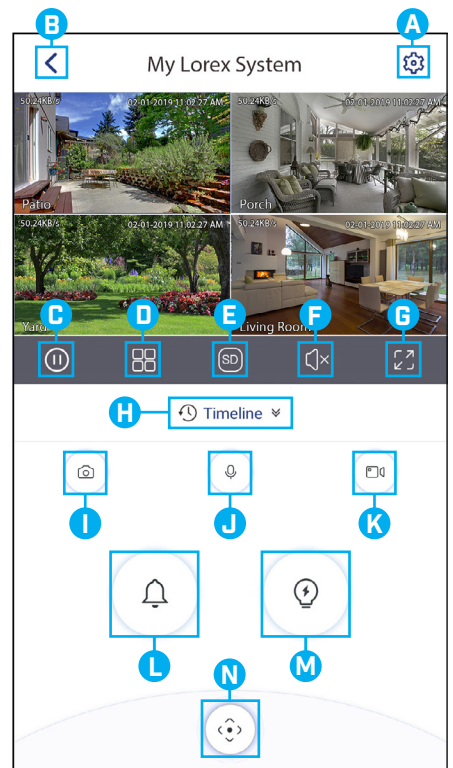 B
A
My Lorex System
50.24KB/s 02-01-2019 11:02:27 AM
50.24KB/s 02-01-2019 11:02:27 AM
Patio
Porch
50.24KB/s 02-01-2019 11:02:27 AM
50.24KB/s 02-01-2019 11:02:27 AM
Yard
Living Room
C
D
E
F
G
SD
H
Timeline
I
J
K
L
M
N